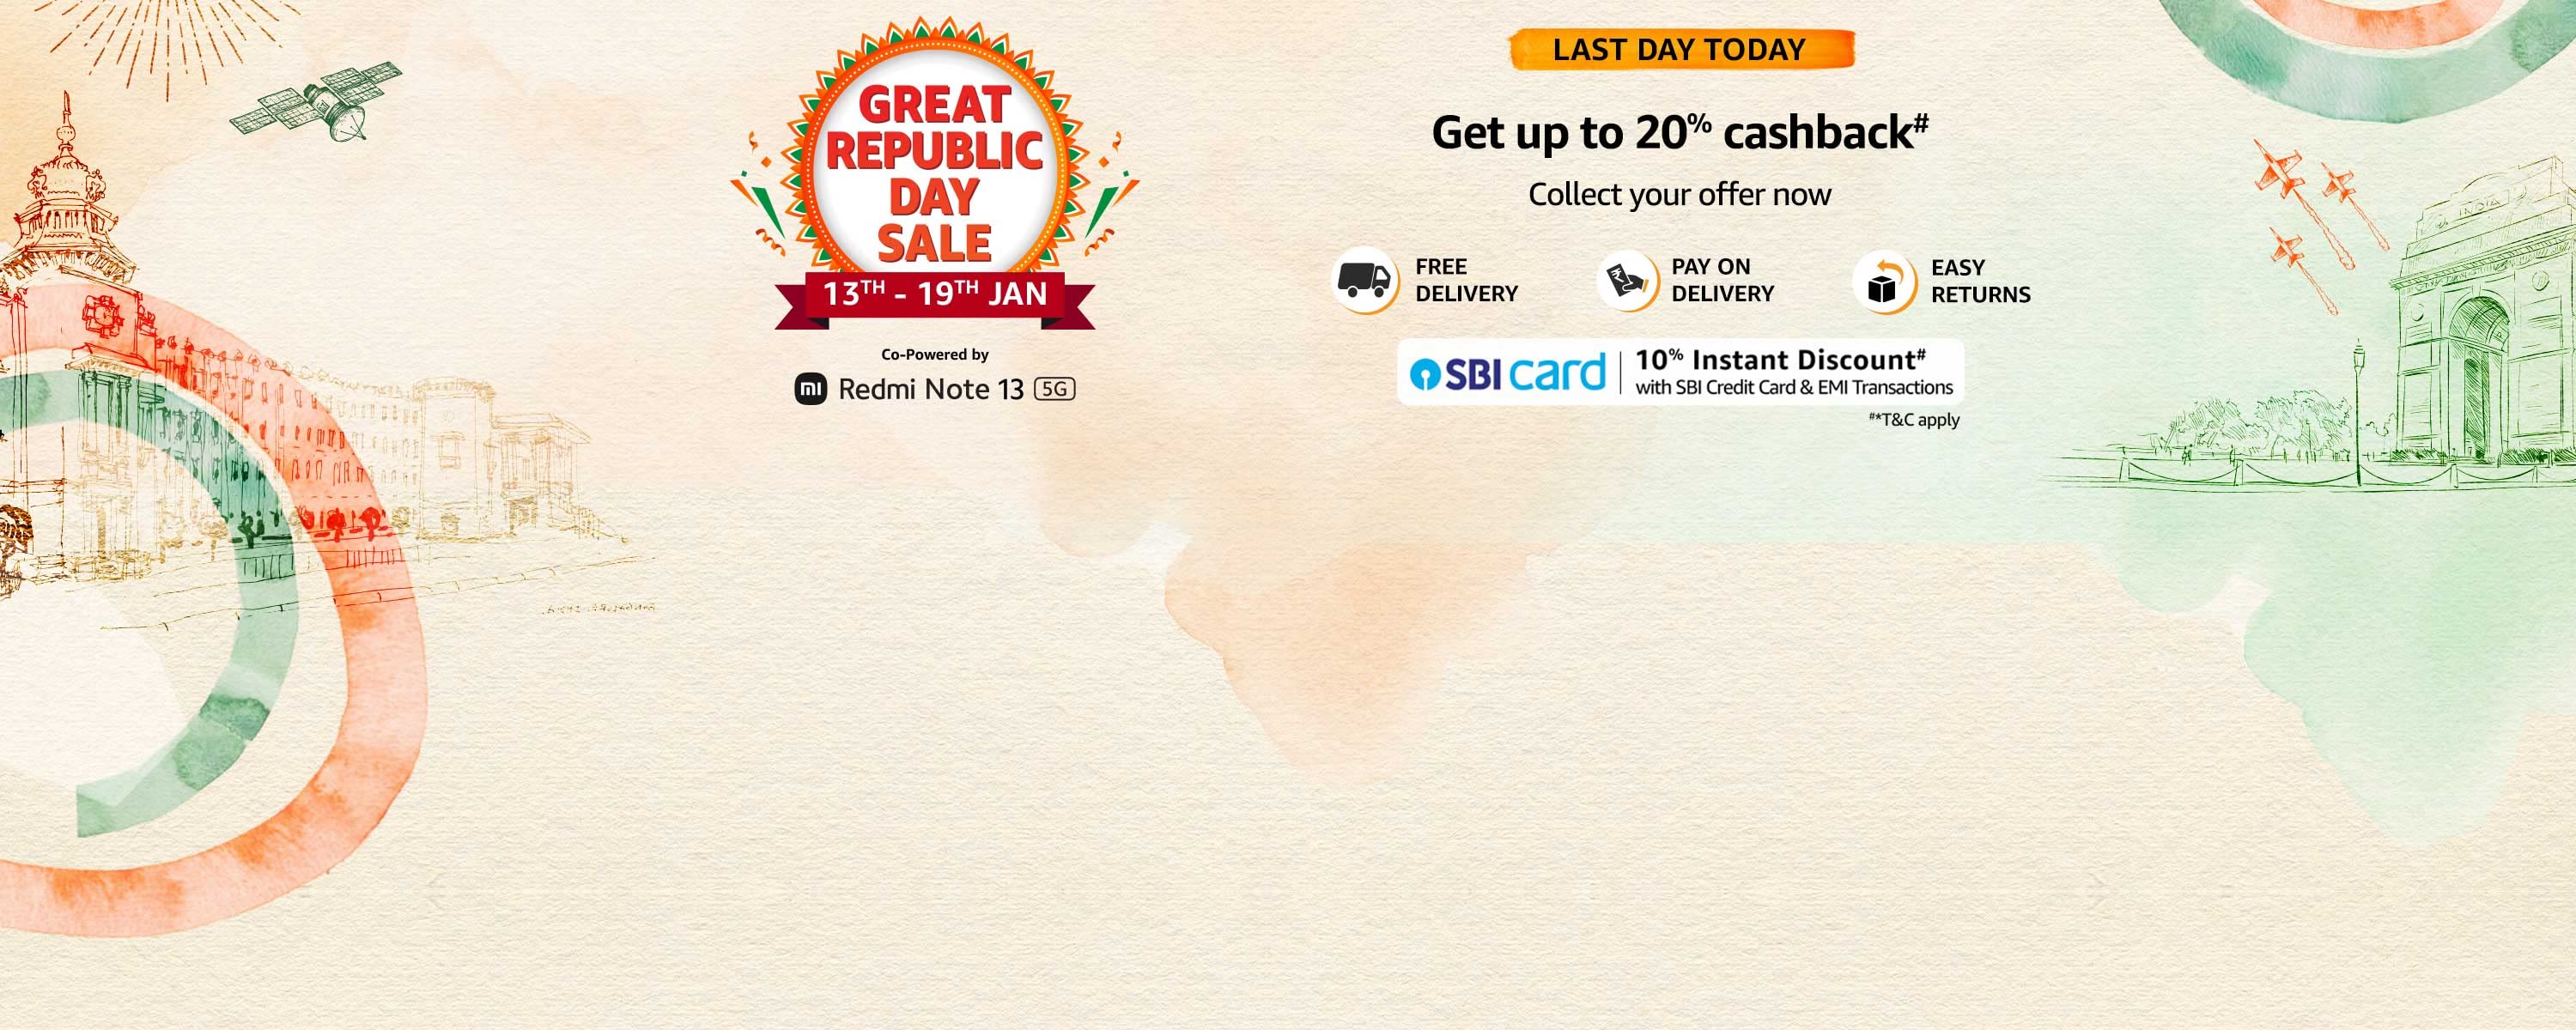 GREAT
REPUBLIC
DAY
SALE
13TH - 19TH JAN
Co-Powered by
mi Redmi Note 13 5G
LAST DAY TODAY
Get up to 20% cashback#
Collect your offer now
FREE
DELIVERY
PAY ON
DELIVERY
EASY
RETURNS
SBI card
10% Instant Discount#
with SBI Credit Card & EMI Transactions
#*T&C apply
INDIA